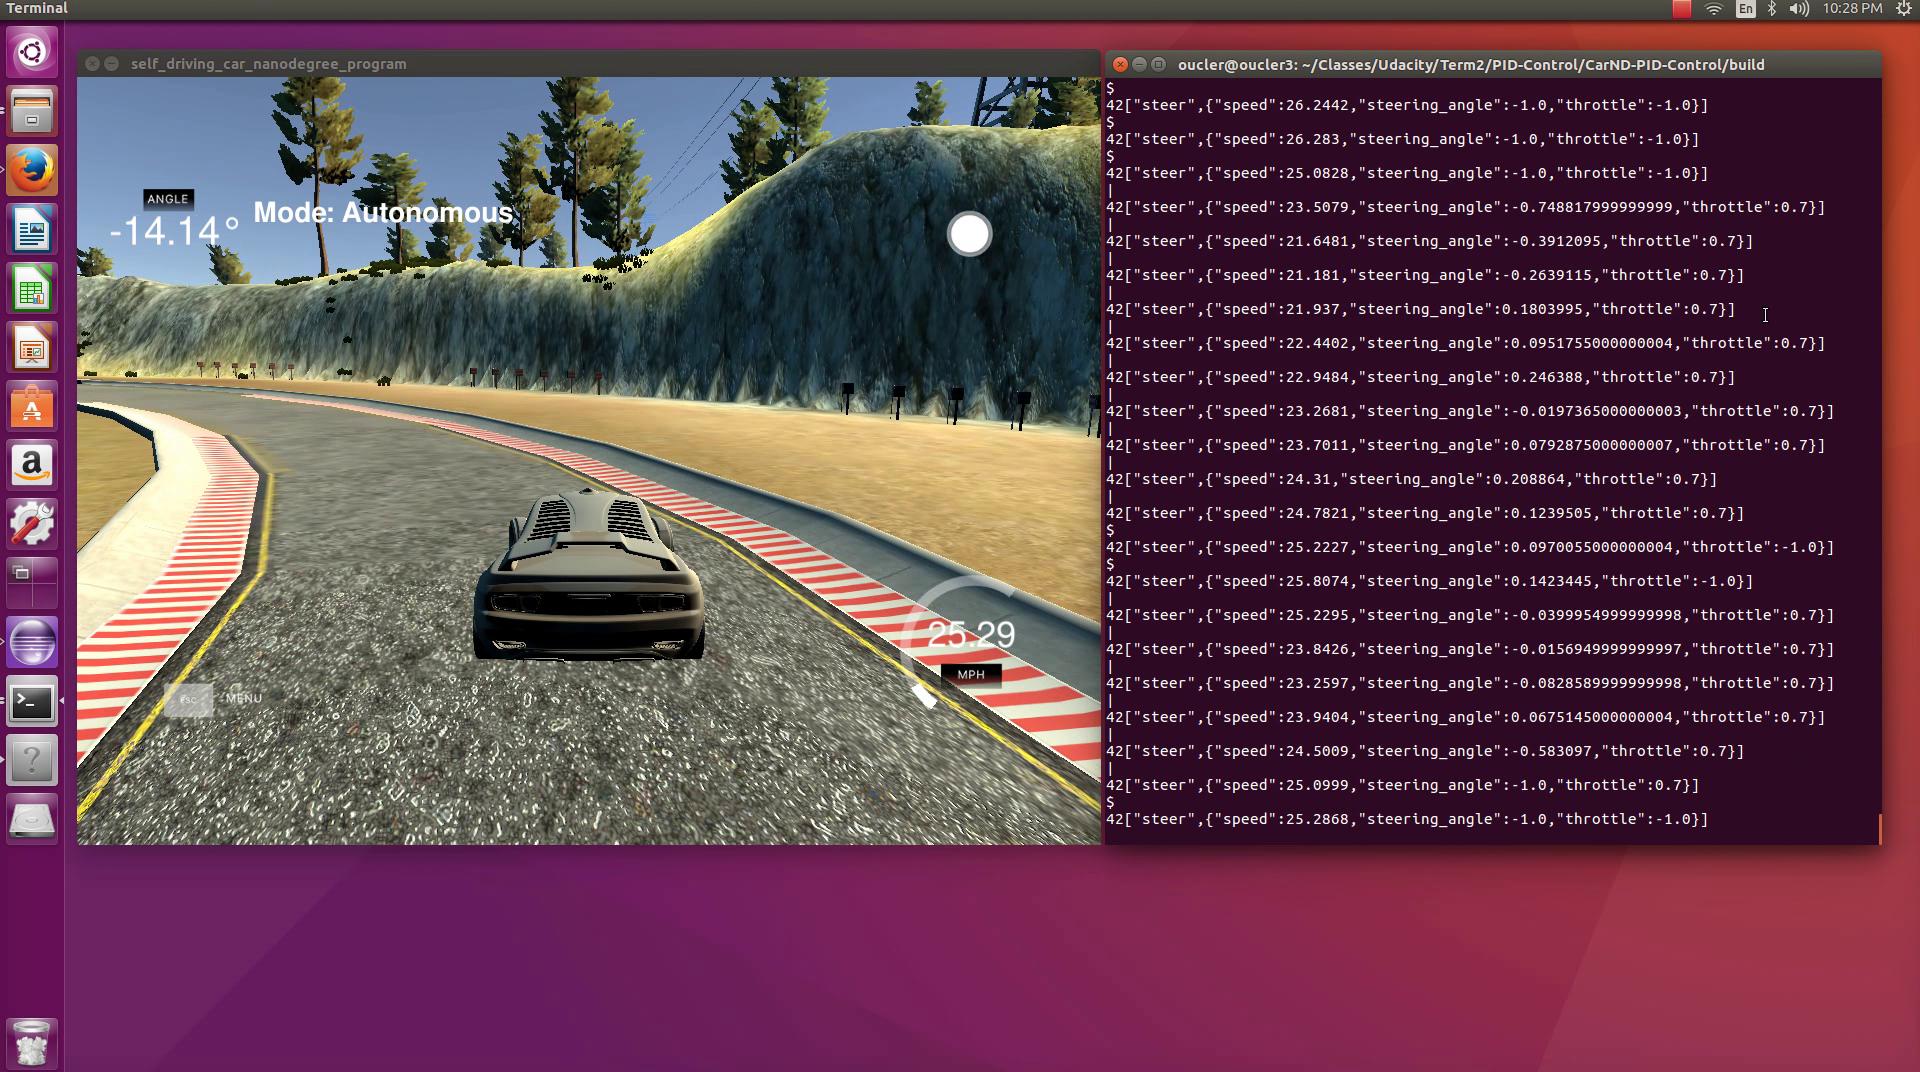 Terminal
En
10:28 PM
self_driving_car_nanodegree_program
ANGLE
-14.14°
Mode: Autonomous
25.29
MPH
esc
MENU
a
?
oucler@oucler3: ~/Classes/Udacity/Term2/PID-Control/CarND-PID-Control/build
$
42["steer",{"speed":26.2442,"steering_angle":-1.0,"throttle":-1.0}]
$
42["steer",{"speed":26.283,"steering_angle":-1.0,"throttle":-1.0}]
$
42["steer",{"speed":25.0828,"steering_angle":-1.0,"throttle":-1.0}]
|
42["steer",{"speed":23.5079,"steering_angle":-0.748817999999999,"throttle":0.7}]
|
42["steer",{"speed":21.6481,"steering_angle":-0.3912095,"throttle":0.7}]
|
42["steer",{"speed":21.181,"steering_angle":-0.2639115,"throttle":0.7}]
|
42["steer",{"speed":21.937,"steering_angle":0.1803995,"throttle":0.7}]
|
42["steer",{"speed":22.4402,"steering_angle":0.0951755000000004,"throttle":0.7}]
|
42["steer",{"speed":22.9484,"steering_angle":0.246388,"throttle":0.7}]
|
42["steer",{"speed":23.2681,"steering_angle":-0.0197365000000003,"throttle":0.7}]
|
42["steer",{"speed":23.7011,"steering_angle":0.0792875000000007,"throttle":0.7}]
|
42["steer",{"speed":24.31,"steering_angle":0.208864,"throttle":0.7}]
|
42["steer",{"speed":24.7821,"steering_angle":0.1239505,"throttle":0.7}]
$
42["steer",{"speed":25.2227,"steering_angle":0.0970055000000004,"throttle":-1.0}]
$
42["steer",{"speed":25.8074,"steering_angle":0.1423445,"throttle":-1.0}]
|
42["steer",{"speed":25.2295,"steering_angle":-0.0399954999999998,"throttle":0.7}]
|
42["steer",{"speed":23.8426,"steering_angle":-0.0156949999999997,"throttle":0.7}]
|
42["steer",{"speed":23.2597,"steering_angle":-0.0828589999999998,"throttle":0.7}]
|
42["steer",{"speed":23.9404,"steering_angle":0.0675145000000004,"throttle":0.7}]
|
42["steer",{"speed":24.5009,"steering_angle":-0.583097,"throttle":0.7}]
|
42["steer",{"speed":25.0999,"steering_angle":-1.0,"throttle":0.7}]
$
42["steer",{"speed":25.2868,"steering_angle":-1.0,"throttle":-1.0}]